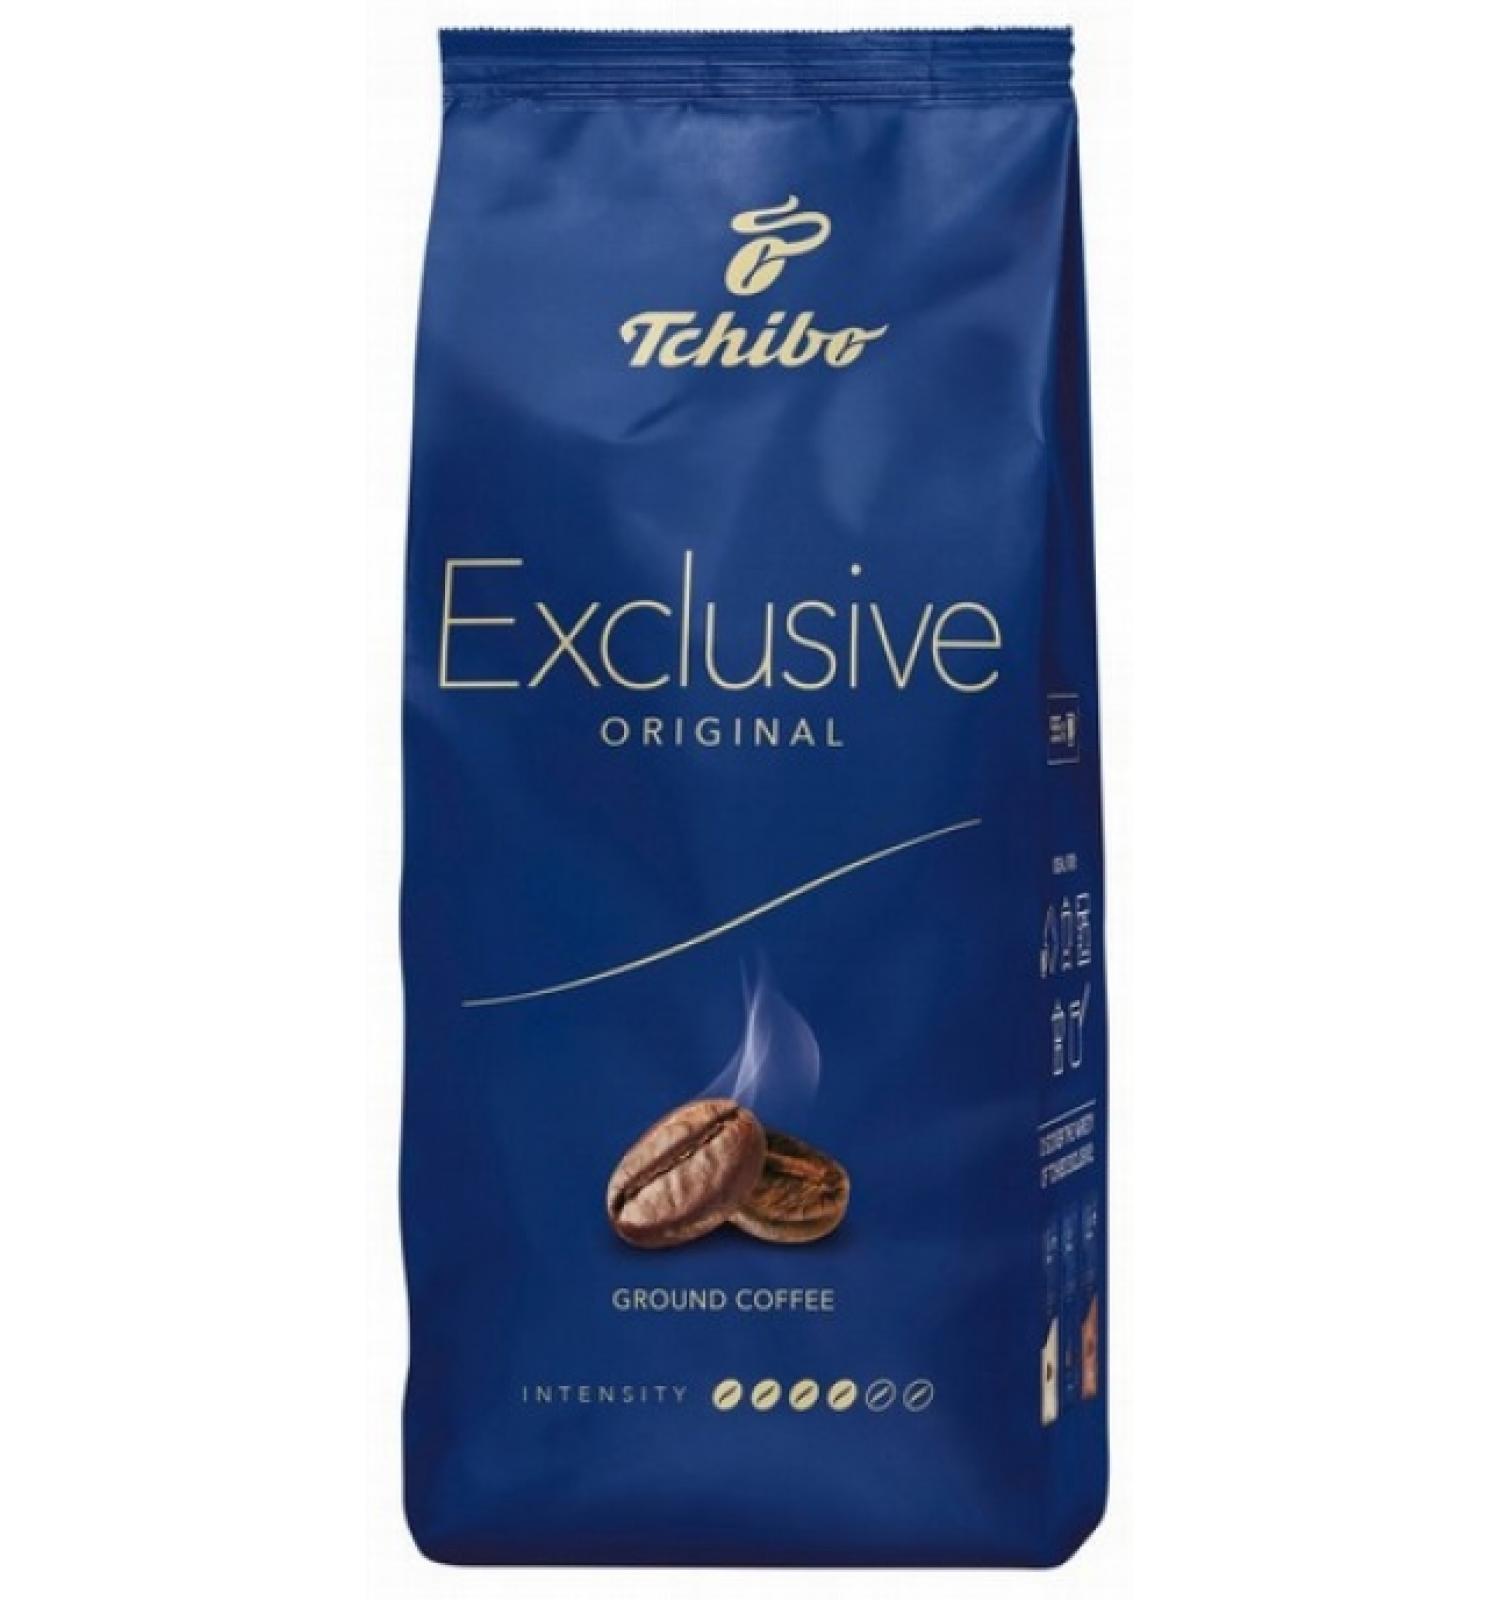 Tchibo
Exclusive
ORIGINAL
GROUND COFFEE
INTENSITY